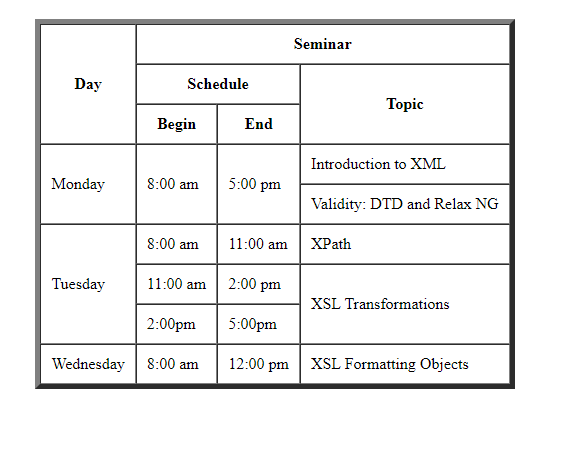 Seminar
Day
Schedule
Topic
Begin End
Monday 8:00 am 5:00 pm Introduction to XML
Validity: DTD and Relax NG
Tuesday 8:00 am 11:00 am XPath
11:00 am 2:00 pm XSL Transformations
2:00pm 5:00pm
Wednesday 8:00 am 12:00 pm XSL Formatting Objects